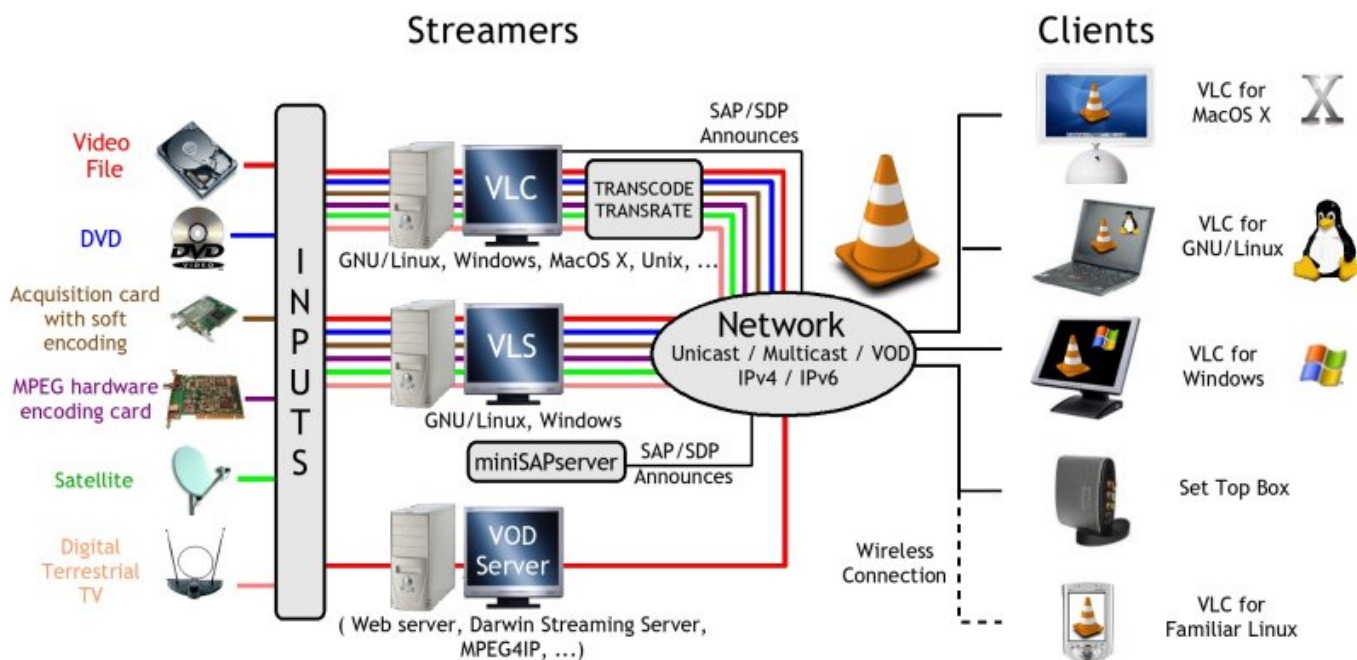 Streamers
Clients
Video
File
DVD
DVD
VIDEO
Acquisition card
with soft
encoding
MPEG hardware
encoding card
Satellite
Digital
Terrestrial
TV
INPUTS
VLC
TRANSCODE
TRANSRATE
SAP/SDP
Announces
GNU/Linux, Windows, MacOS X, Unix, ...
VLS
GNU/Linux, Windows
miniSAPserver
SAP/SDP
Announces
VOD
Server
( Web server, Darwin Streaming Server,
MPEG4IP, ...)
Network
Unicast / Multicast / VOD
IPv4 / IPv6
Wireless
Connection
VLC for
MacOS X
X
VLC for
GNU/Linux
VLC for
Windows
Set Top Box
VLC for
Familiar Linux